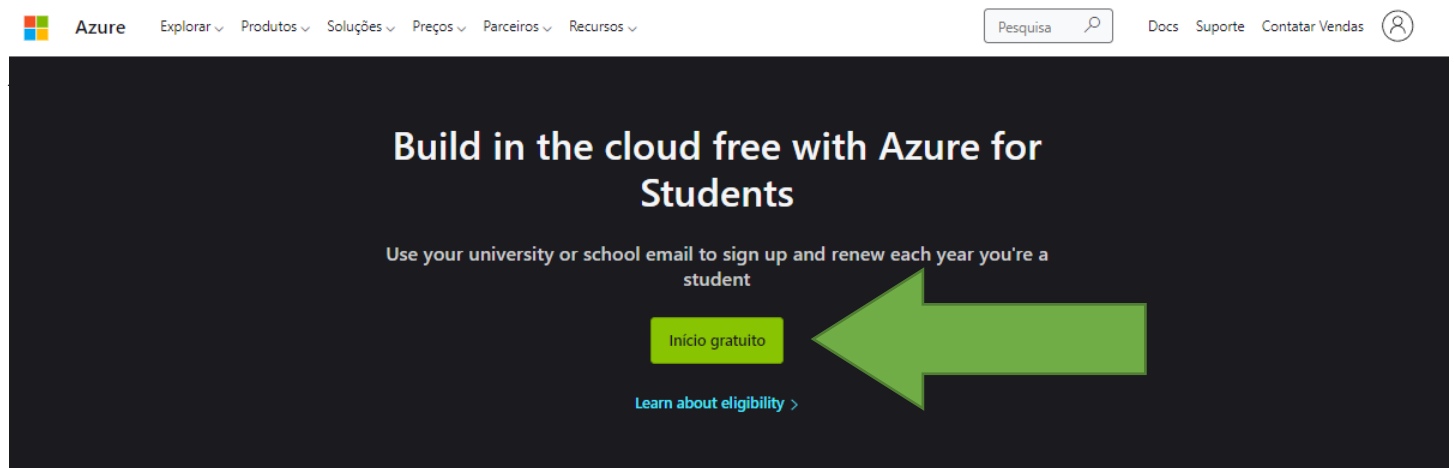 Azure Explorar Produtos Soluções Preços Parceiros Recursos Pesquisa Docs Suporte Contatar Vendas
Build in the cloud free with Azure for
Students
Use your university or school email to sign up and renew each year you're a
student
Início gratuito
Learn about eligibility >